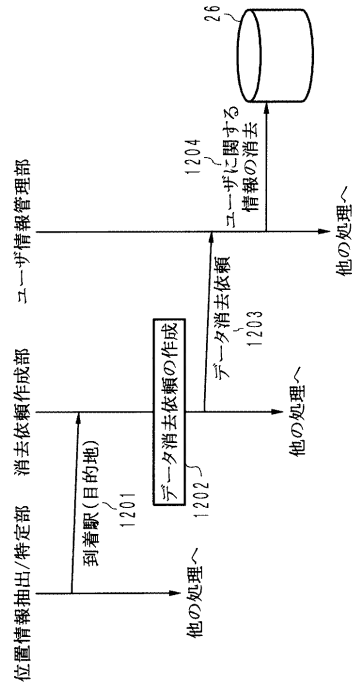 位置情報抽出/特定部
消去依頼作成部
ユーザ情報管理部
到着駅(目的地)
1201
データ消去依頼の作成
1202
データ消去依頼
1203
1204
ユーザに関する
情報の消去
26
他の処理へ
他の処理へ
他の処理へ